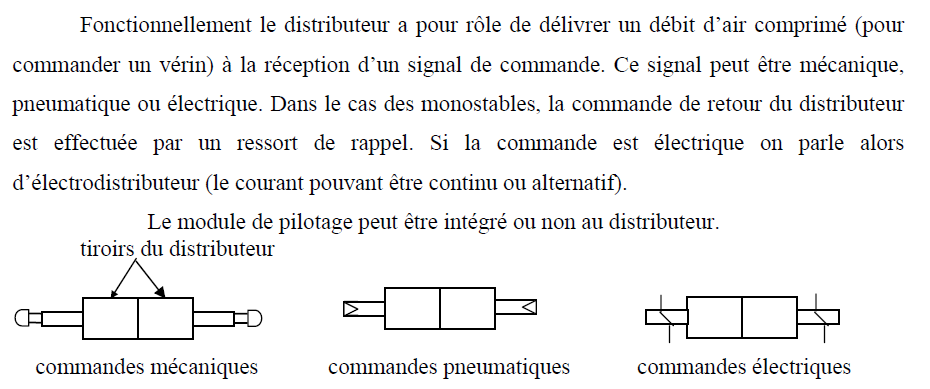 Fonctionnellement le distributeur a pour rôle de délivrer un débit d’air comprimé (pour
commander un vérin) à la réception d’un signal de commande. Ce signal peut être mécanique,
pneumatique ou électrique. Dans le cas des monostables, la commande de retour du distributeur
est effectuée par un ressort de rappel. Si la commande est électrique on parle alors
d’électrodistributeur (le courant pouvant être continu ou alternatif).
Le module de pilotage peut être intégré ou non au distributeur.
tiroirs du distributeur
commandes mécaniques
commandes pneumatiques
commandes électriques